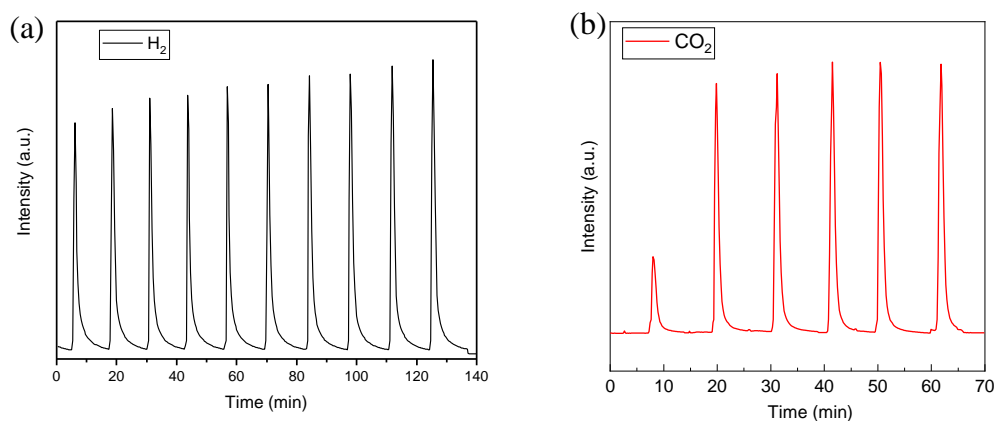 (a)
H₂
Intensity (a.u.)
0 20 40 60 80 100 120 140
Time (min)
(b)
CO₂
Intensity (a.u.)
0 10 20 30 40 50 60 70
Time (min)